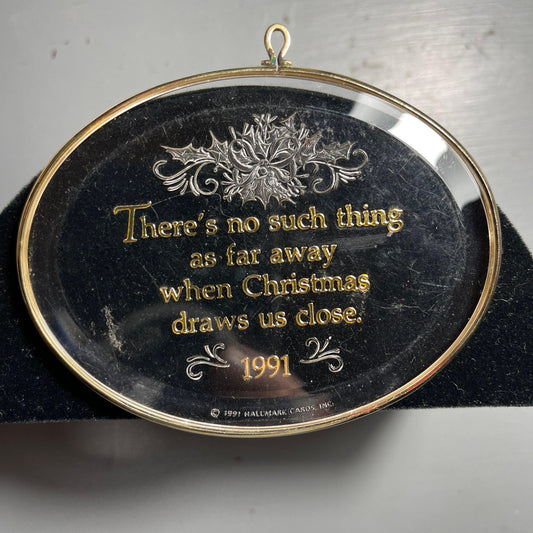 There's no such thing
as far away
when Christmas
draws us close.
1991
© 1991 HALLMARK CARDS, INC.